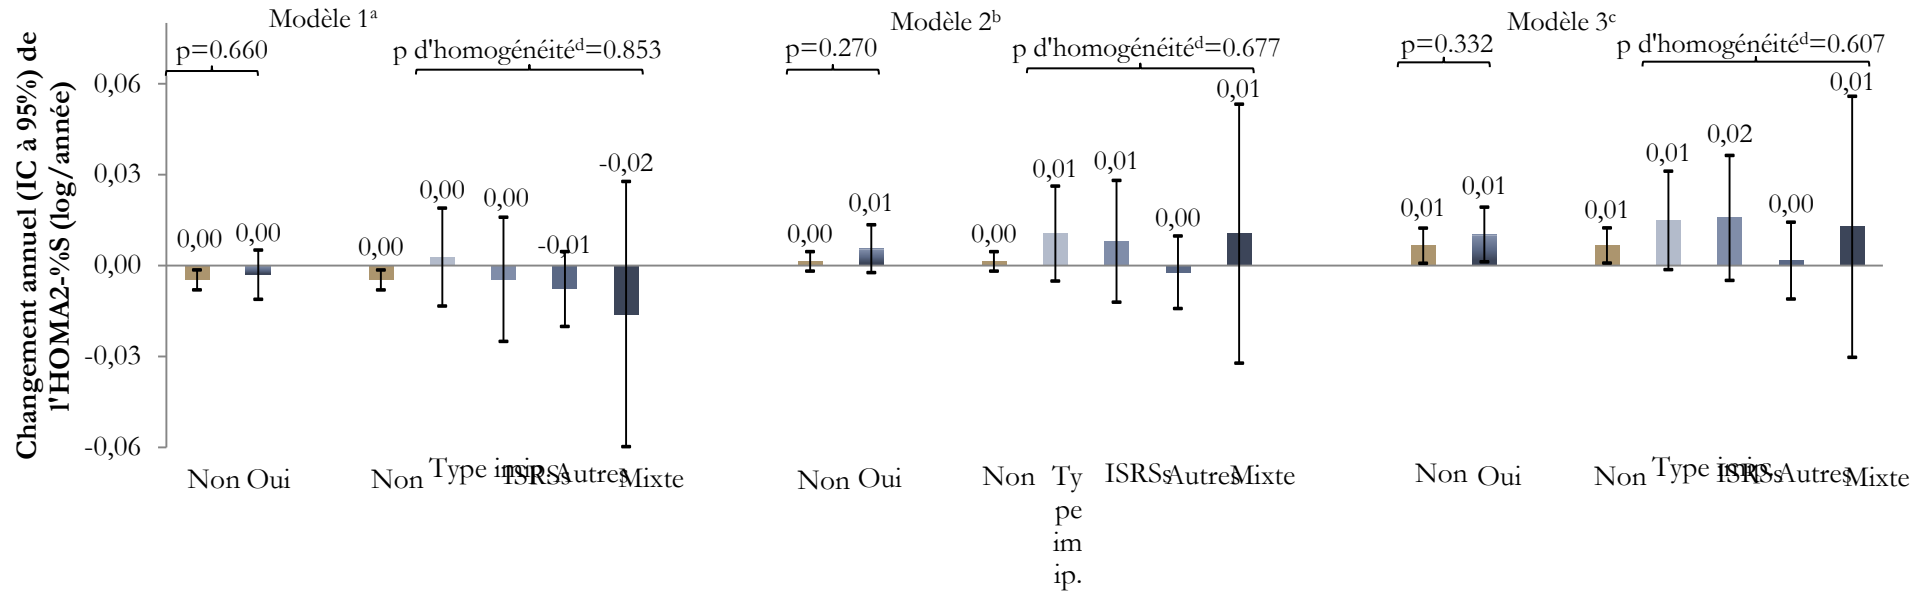 Changement annuel (IC à 95%) de
l'HOMA2-%S (log/année)
0,06
0,03
0,00
-0,03
-0,06
Modèle 1ᵃ
p=0.660
p d'homogénéitéᵈ=0.853
0,00
0,00
0,00
0,00
0,00
-0,01
-0,02
Non
Oui
Non
Type imip.
ISRSs
Autres
Mixte
Modèle 2ᵇ
p=0.270
p d'homogénéitéᵈ=0.677
0,00
0,01
0,00
0,01
0,01
0,00
0,01
Non
Oui
Non
Ty
pe
im
ip.
ISRSs
Autres
Mixte
Modèle 3ᶜ
p=0.332
p d'homogénéitéᵈ=0.607
0,01
0,01
0,01
0,01
0,02
0,00
0,01
Non
Oui
Non
Type imip.
ISRSs
Autres
Mixte